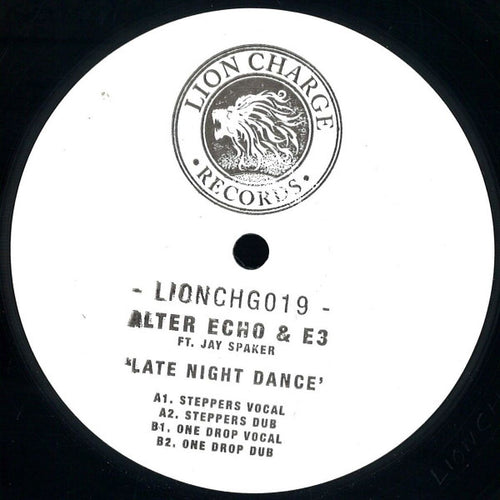 LION CHARGE
• RECORDS •
- LIONCHG019 -
ALTER ECHO & E3
FT. JAY SPAKER
'LATE NIGHT DANCE'
A1. STEPPERS VOCAL
A2. STEPPERS DUB
B1. ONE DROP VOCAL
B2. ONE DROP DUB